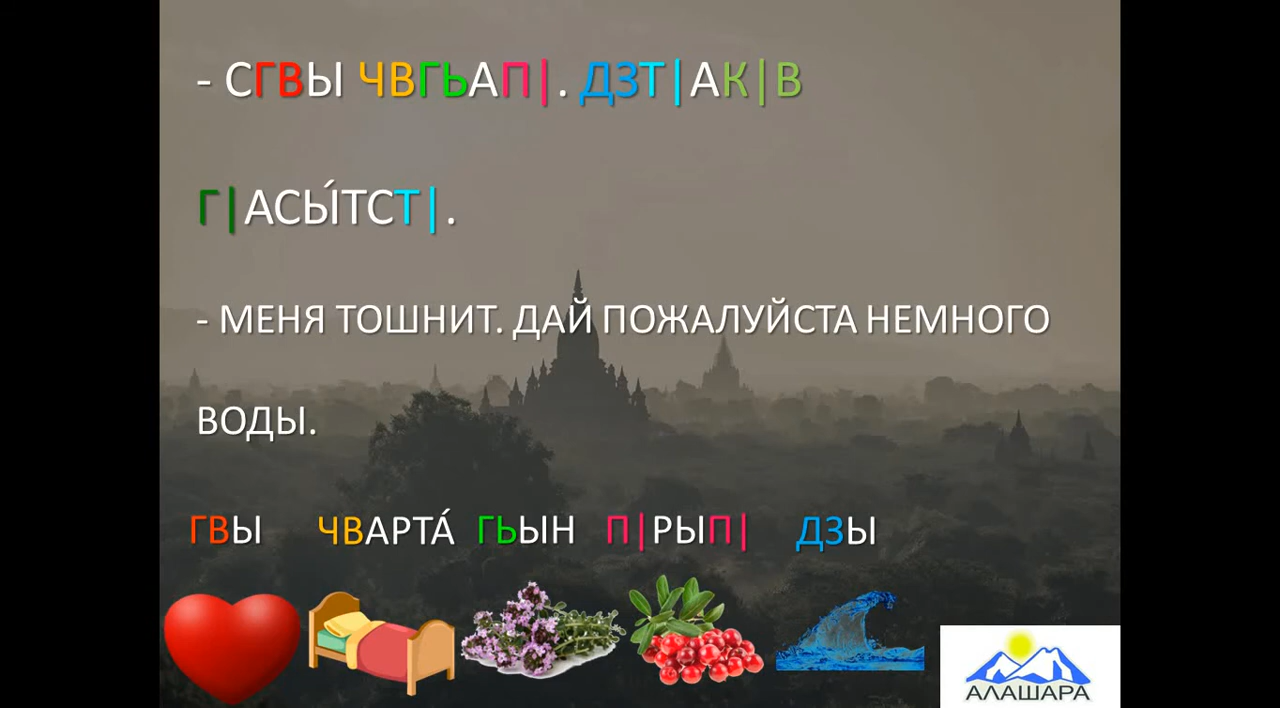 - СГВЫ ЧВГЬАП|. ДЗТ|АК|В
Г|АСЫ́ТСТ|.
- МЕНЯ ТОШНИТ. ДАЙ ПОЖАЛУЙСТА НЕМНОГО
ВОДЫ.
ГВЫ ЧВАРТА́ ГЬЫН П|РЫП| ДЗЫ
АЛАШАРА